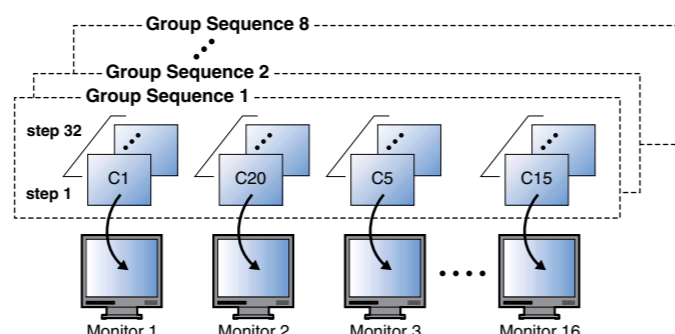 Group Sequence 8
Group Sequence 2
Group Sequence 1
step 32
step 1
C1
C20
C5
C15
Monitor 1
Monitor 2
Monitor 3
Monitor 16